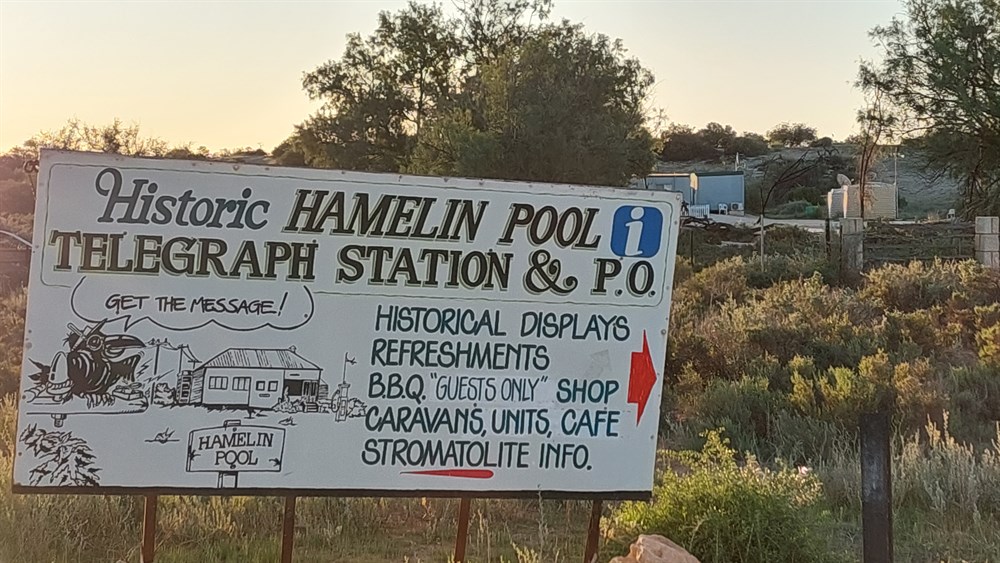 Historic HAMELIN POOL i
TELEGRAPH STATION & P.O.
GET THE MESSAGE!
HISTORICAL DISPLAYS
REFRESHMENTS
B.B.Q. "GUESTS ONLY" SHOP
CARAVANS, UNITS, CAFE
STROMATOLITE INFO.
HAMELIN
POOL